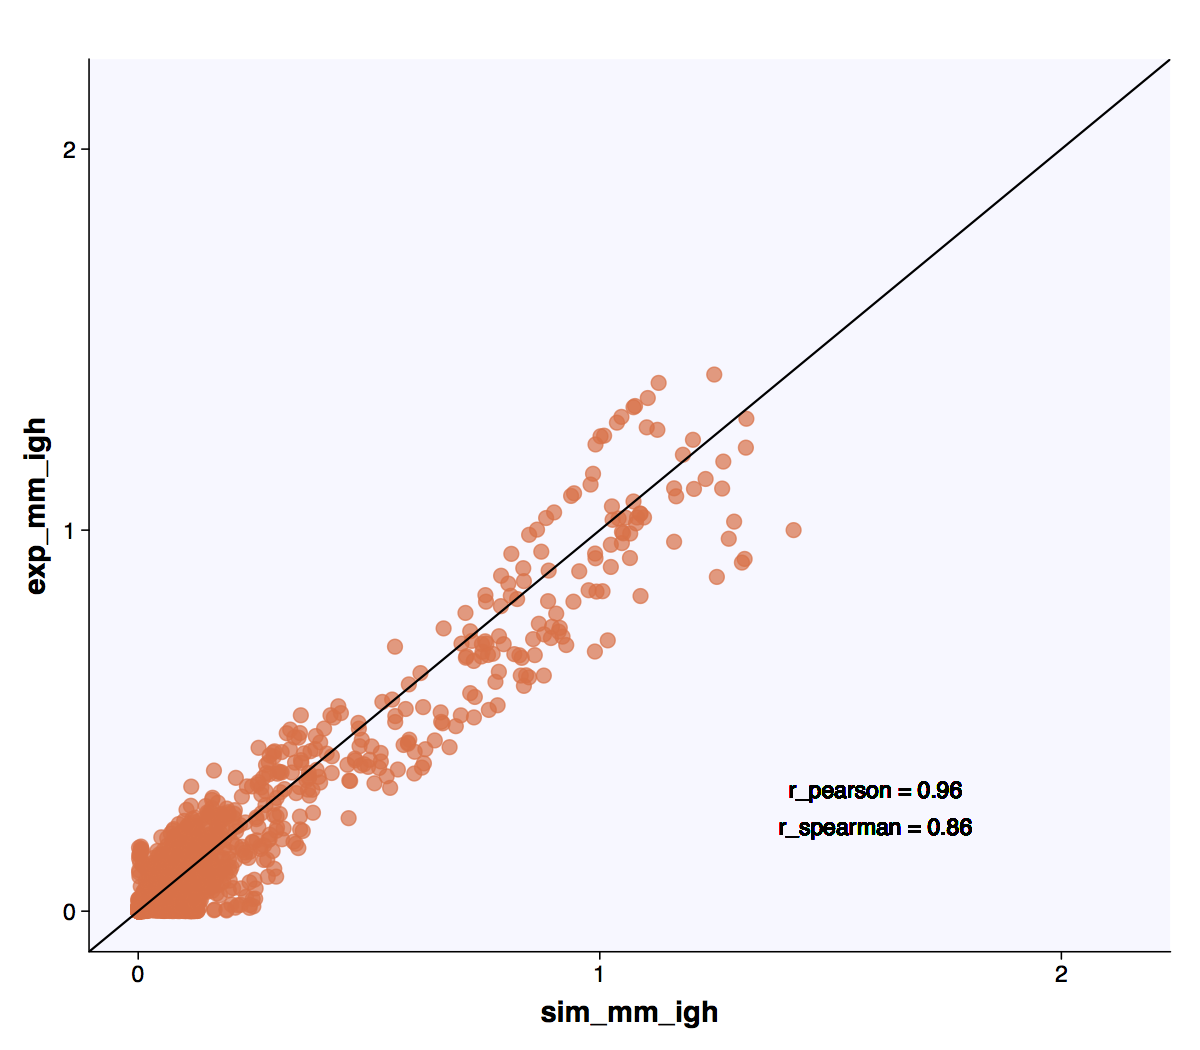 2
1
0
exp_mm_igh
r_pearson = 0.96
r_spearman = 0.86
0 1 2
sim_mm_igh